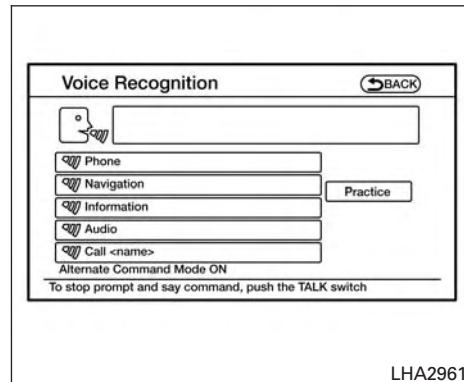 Voice Recognition
BACK
Phone
Navigation
Practice
Information
Audio
Call <name>
Alternate Command Mode ON
To stop prompt and say command, push the TALK switch
LHA2961